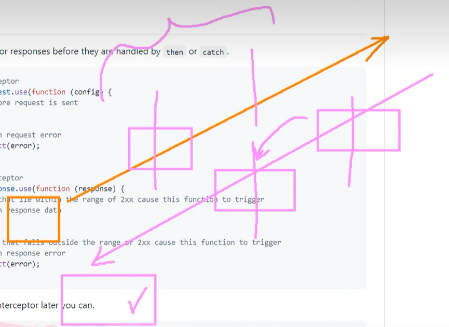 or responses before they are handled by then or catch.
ceptor
est.use(function (config) {
ore request is sent
n request error
ct(error);
ceptor
onse.use(function (response) {
that lie within the range of 2xx cause this function to trigger
n response data
that falls outside the range of 2xx cause this function to trigger
n response error
ct(error);
nterceptor later you can.